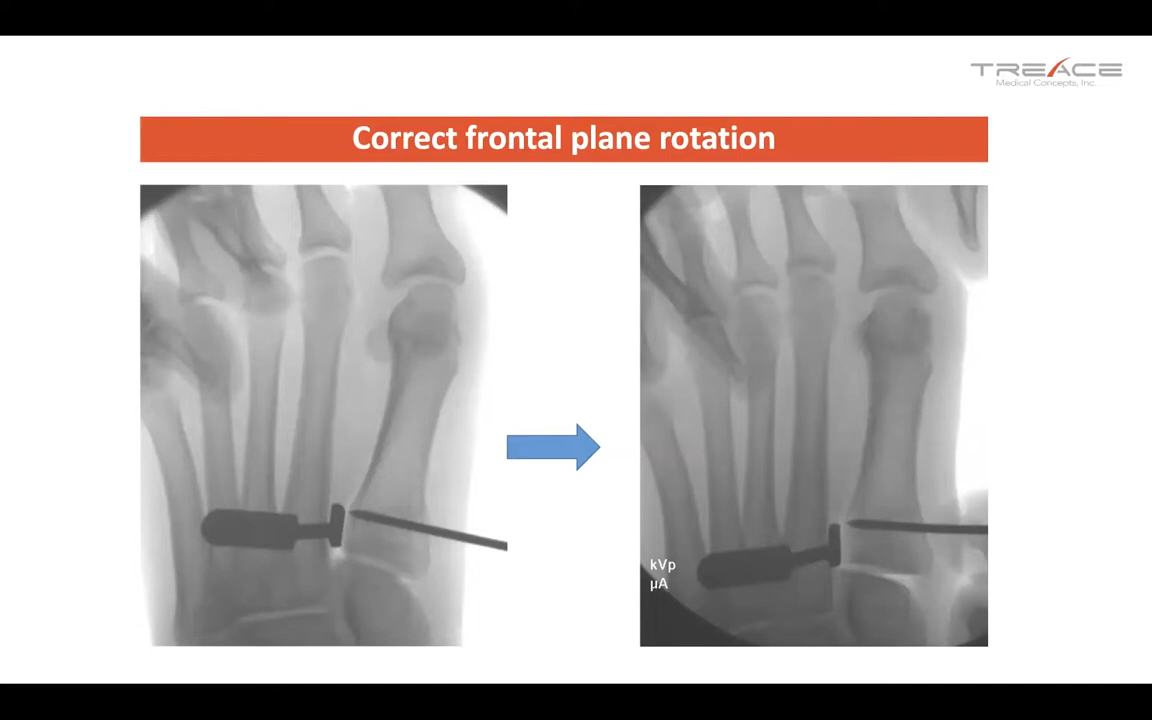 TREACE
Medical Concepts, Inc.
Correct frontal plane rotation
kVp
µA